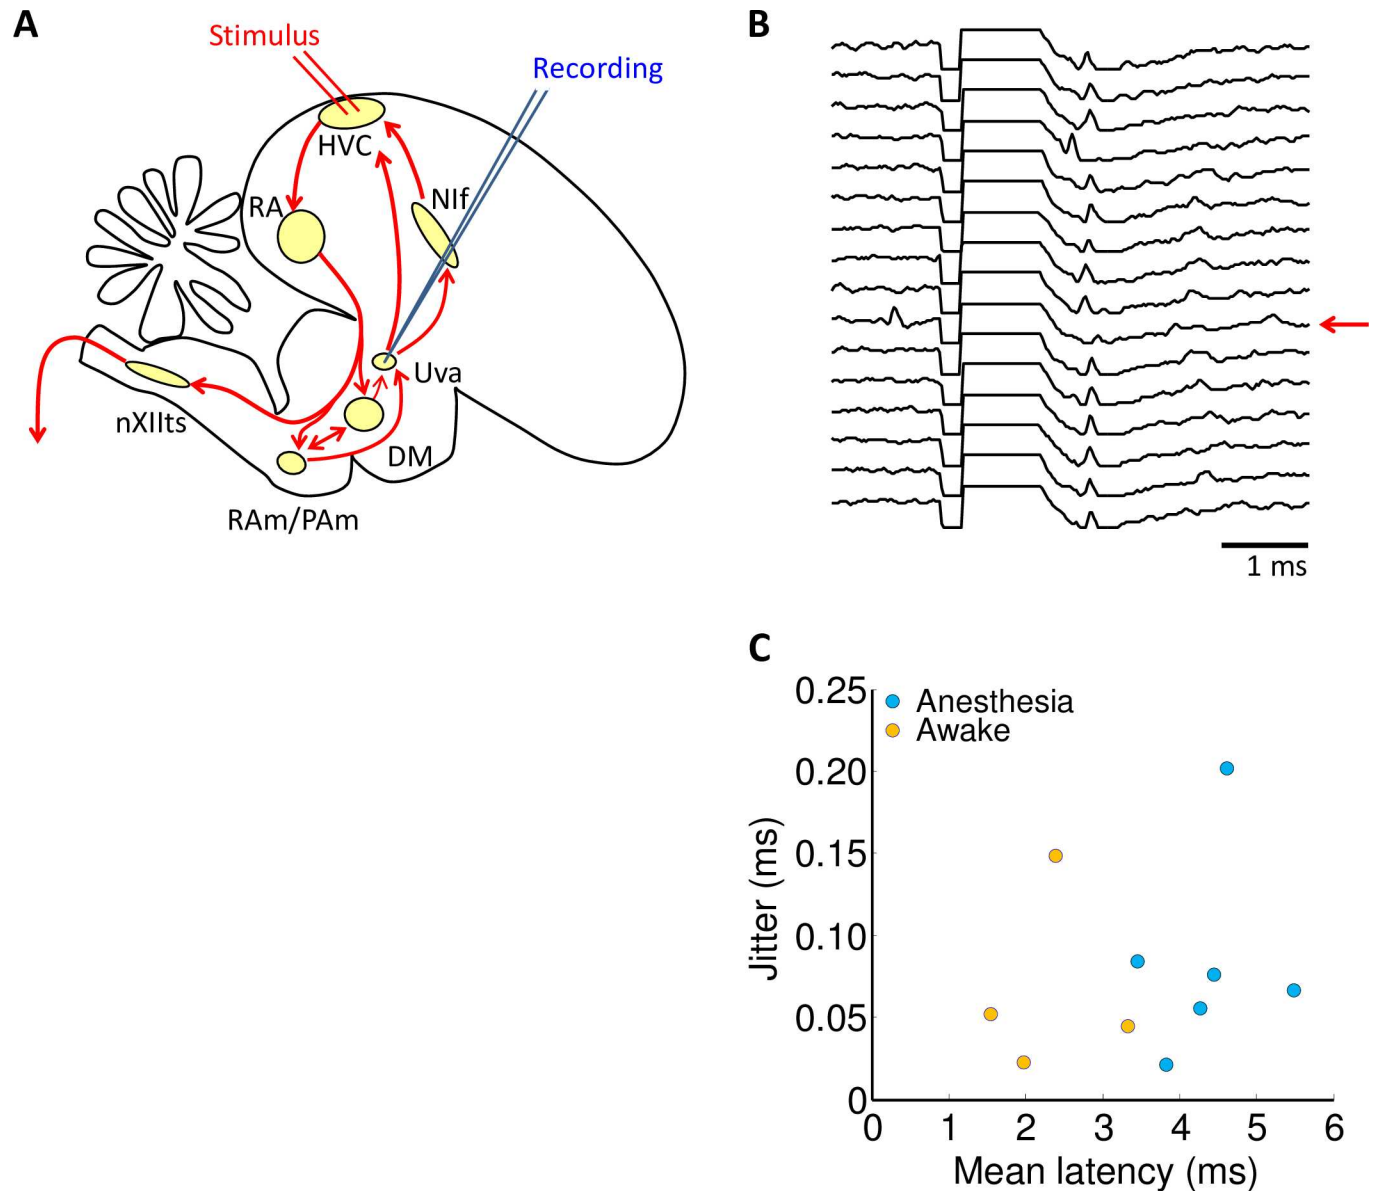 A
Stimulus
Recording
HVC
RA
NIf
Uva
nXIIts
DM
RAm/PAm
B
1 ms
C
Anesthesia
Awake
0.25
0.20
0.15
0.10
0.05
0
Jitter (ms)
0 1 2 3 4 5 6
Mean latency (ms)